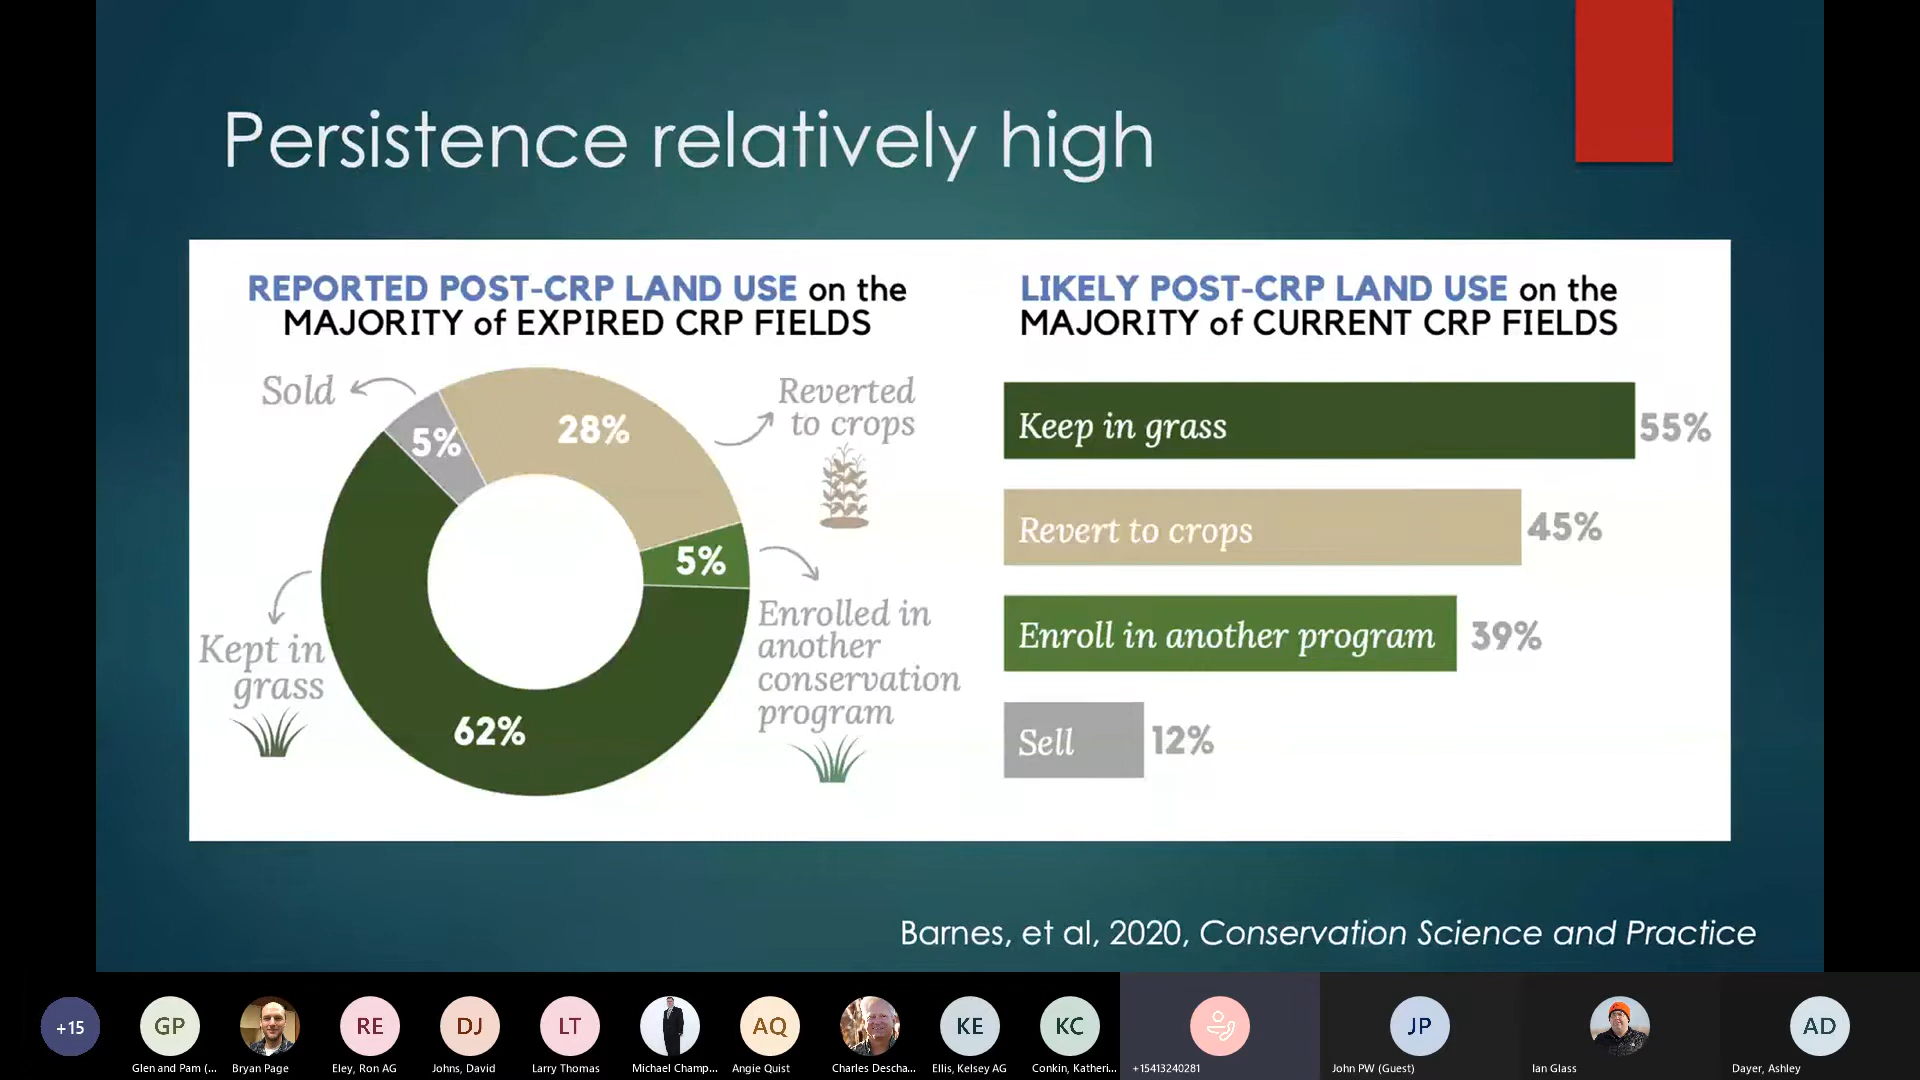 Persistence relatively high
REPORTED POST-CRP LAND USE on the
MAJORITY of EXPIRED CRP FIELDS
Sold
5%
28%
Reverted
to crops
5%
Enrolled in
another
conservation
program
Kept in
grass
62%
LIKELY POST-CRP LAND USE on the
MAJORITY of CURRENT CRP FIELDS
Keep in grass
55%
Revert to crops
45%
Enroll in another program
39%
Sell
12%
Barnes, et al, 2020, Conservation Science and Practice
+15
GP
RE
DJ
LT
AQ
KE
KC
JP
AD
Glen and Pam (...
Bryan Page
Eley, Ron AG
Johns, David
Larry Thomas
Michael Champ...
Angie Quist
Charles Descha...
Ellis, Kelsey AG
Conkin, Katheri...
+15413240281
John PW (Guest)
Ian Glass
Dayer, Ashley